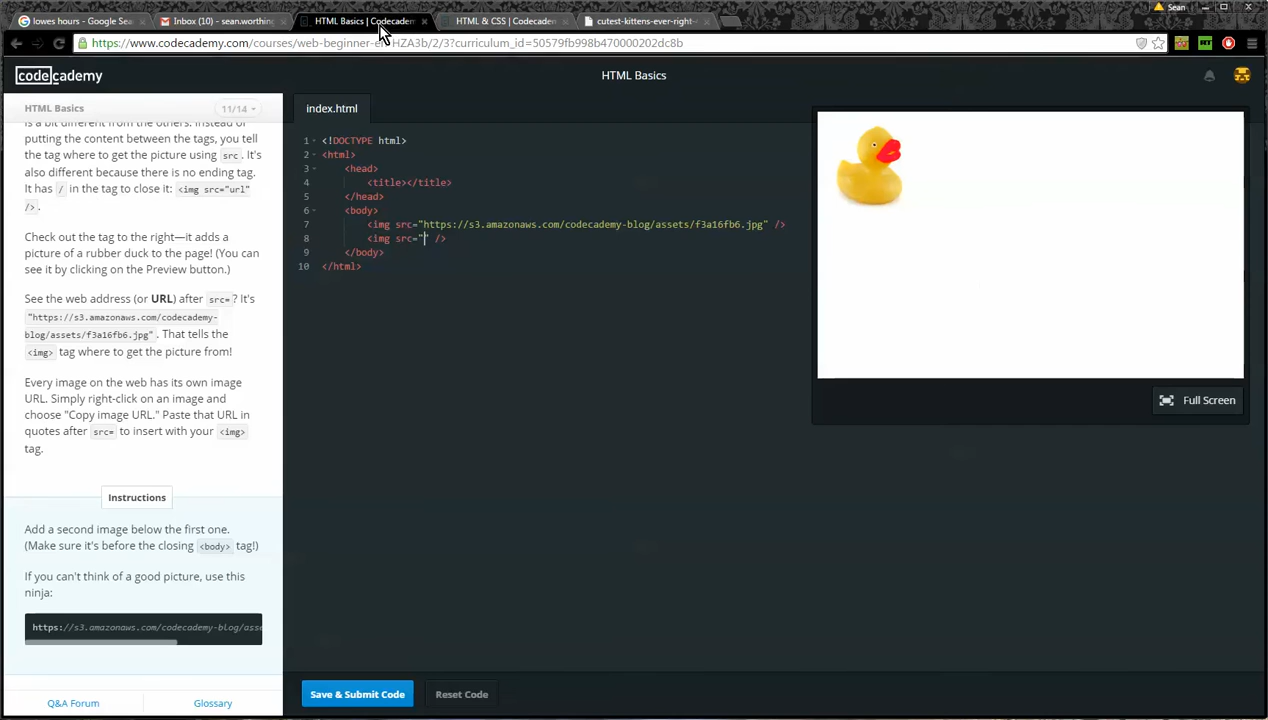 lowes hours - Google Sea
Inbox (10) - sean.worthing
HTML Basics | Codecadem
HTML & CSS | Codecadem
cutest-kittens-ever-right-
Sean
https://www.codecademy.com/courses/web-beginner-e HZA3b/2/3?curriculum_id=50579fb998b470000202dc8b
codecademy
HTML Basics
HTML Basics
11/14
is a bit different from the others. Instead of
putting the content between the tags, you tell
the tag where to get the picture using src. It's
also different because there is no ending tag.
It has / in the tag to close it: <img src="url"
/>.
Check out the tag to the right—it adds a
picture of a rubber duck to the page! (You can
see it by clicking on the Preview button.)
See the web address (or URL) after src=? It's
"https://s3.amazonaws.com/codecademy-
blog/assets/f3a16fb6.jpg". That tells the
<img> tag where to get the picture from!
Every image on the web has its own image
URL. Simply right-click on an image and
choose "Copy image URL." Paste that URL in
quotes after src= to insert with your <img>
tag.
Instructions
Add a second image below the first one.
(Make sure it's before the closing <body> tag!)
If you can't think of a good picture, use this
ninja:
https://s3.amazonaws.com/codecademy-blog/asse
Q&A Forum
Glossary
index.html
1 <!DOCTYPE html>
2 <html>
3 <head>
4 <title></title>
5 </head>
6 <body>
7 <img src="https://s3.amazonaws.com/codecademy-blog/assets/f3a16fb6.jpg" />
8 <img src="" />
9 </body>
10 </html>
Full Screen
Save & Submit Code
Reset Code